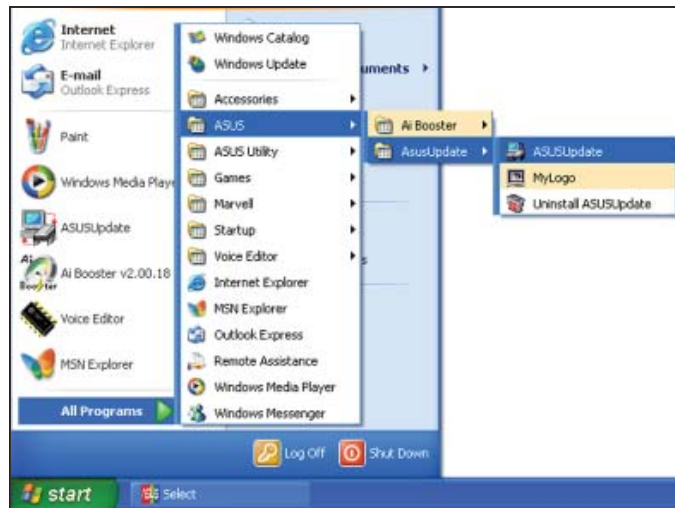 Internet
Internet Explorer
E-mail
Outlook Express
Paint
Windows Media Playe
ASUSUpdate
Ai Booster v2.00.18
Voice Editor
MSN Explorer
All Programs
Windows Catalog
Windows Update
Accessories
ASUS
ASUS Utility
Games
Marvell
Startup
Voice Editor
Internet Explorer
MSN Explorer
Outlook Express
Remote Assistance
Windows Media Player
Windows Messenger
uments
s
Ai Booster
AsusUpdate
ASUSUpdate
MyLogo
Uninstall ASUSUpdate
Log Off
Shut Down
start
Select